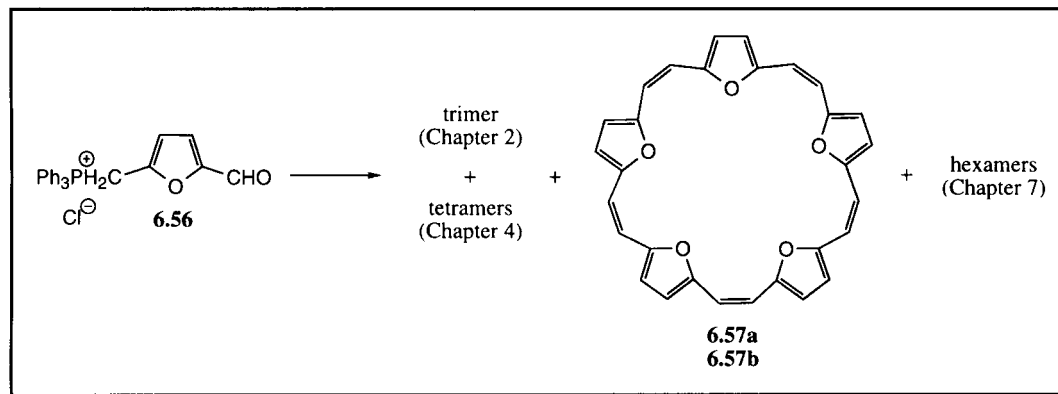 trimer
(Chapter 2)
+
tetramers
(Chapter 4)
Ph₃PH₂C
⊕
O
CHO
Cl⊖
6.56
+
O
O
O
O
O
6.57a
6.57b
+
hexamers
(Chapter 7)